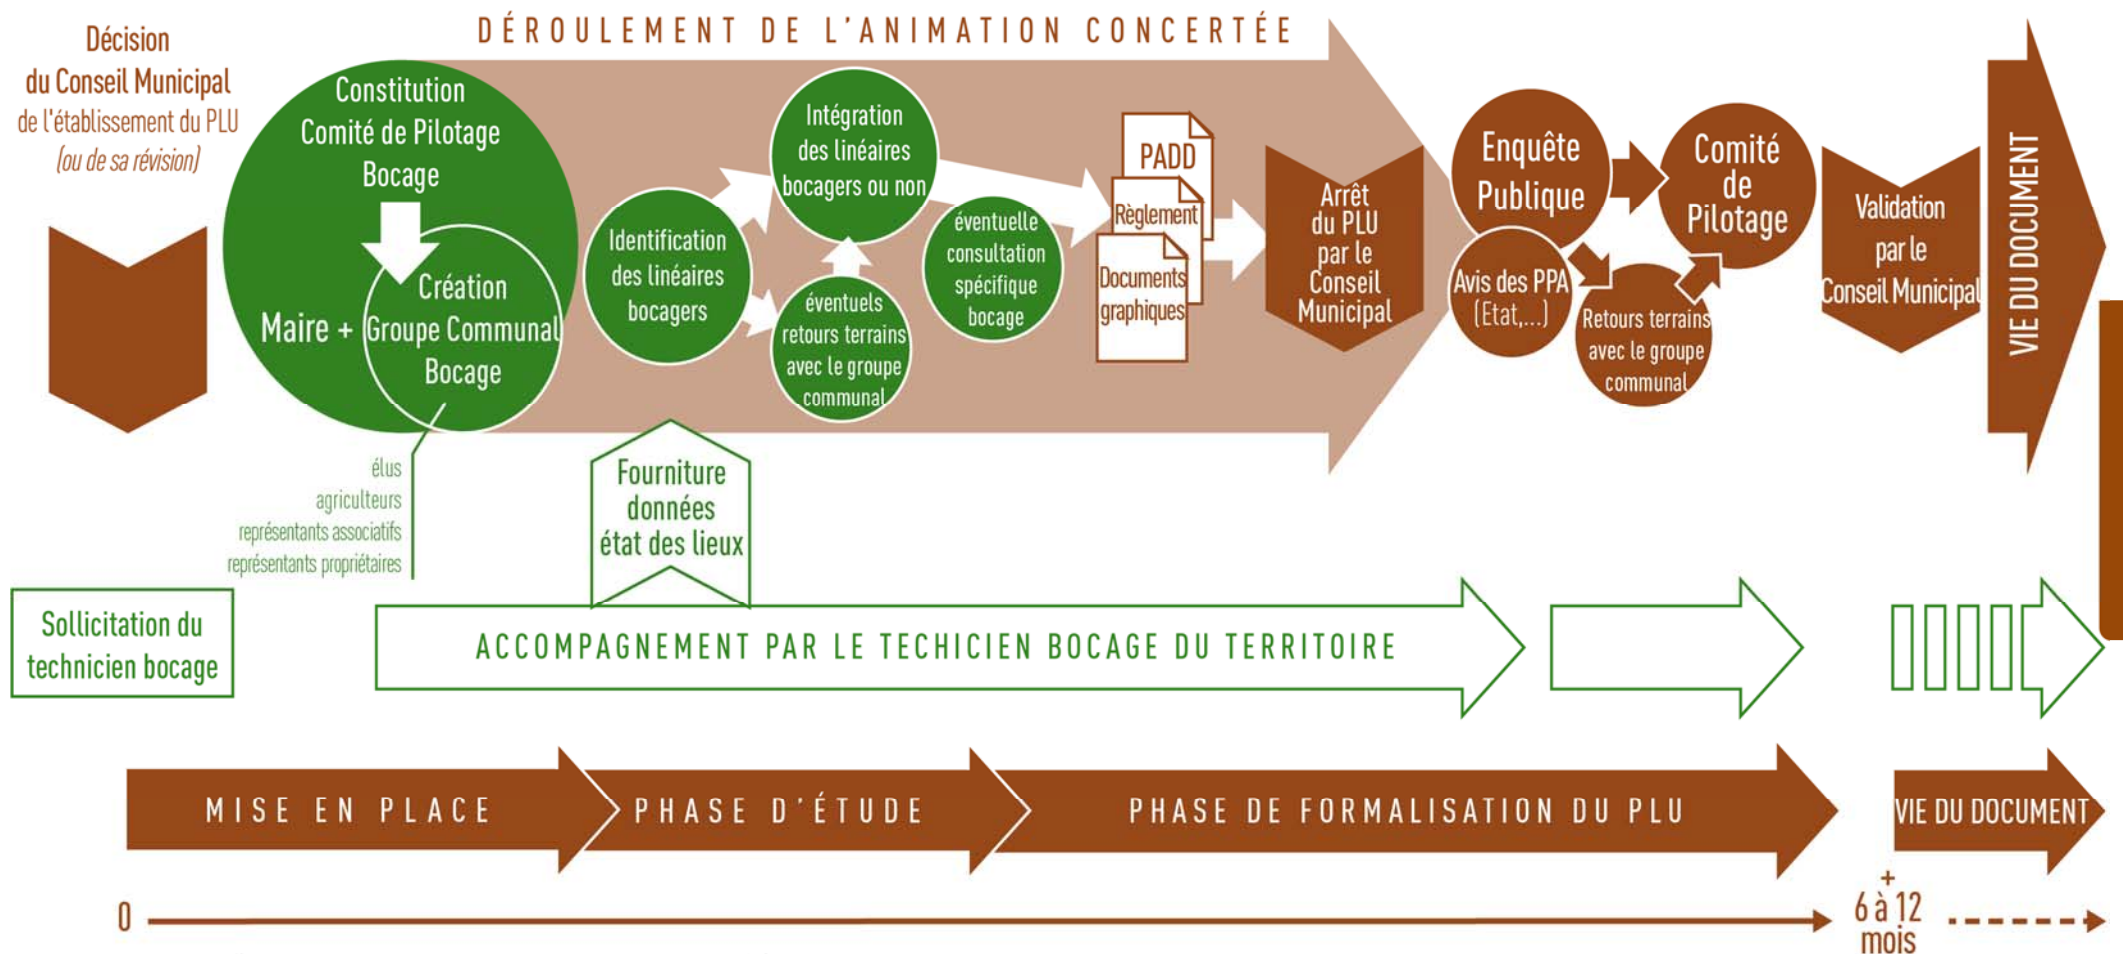 DÉROULEMENT DE L'ANIMATION CONCERTÉE
Décision
du Conseil Municipal
de l'établissement du PLU
(ou de sa révision)
Constitution
Comité de Pilotage
Bocage
Maire +
Création
Groupe Communal
Bocage
élus
agriculteurs
représentants associatifs
représentants propriétaires
Identification
des linéaires
bocagers
Intégration
des linéaires
bocagers ou non
éventuels
retours terrains
avec le groupe
communal
éventuelle
consultation
spécifique
bocage
PADD
Règlement
Documents
graphiques
Arrêt
du PLU
par le
Conseil
Municipal
Enquête
Publique
Avis des PPA
(Etat,...)
Retours terrains
avec le groupe
communal
Comité
de
Pilotage
Validation
par le
Conseil Municipal
VIE DU DOCUMENT
Fourniture
données
état des lieux
Sollicitation du
technicien bocage
ACCOMPAGNEMENT PAR LE TECHICIEN BOCAGE DU TERRITOIRE
MISE EN PLACE
PHASE D'ÉTUDE
PHASE DE FORMALISATION DU PLU
VIE DU DOCUMENT
0
+
6 à 12
mois